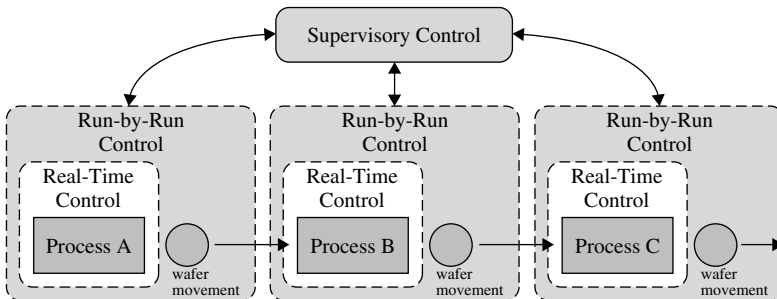 Supervisory Control
Run-by-Run
Control
Real-Time
Control
Process A
wafer
movement
Run-by-Run
Control
Real-Time
Control
Process B
wafer
movement
Run-by-Run
Control
Real-Time
Control
Process C
wafer
movement